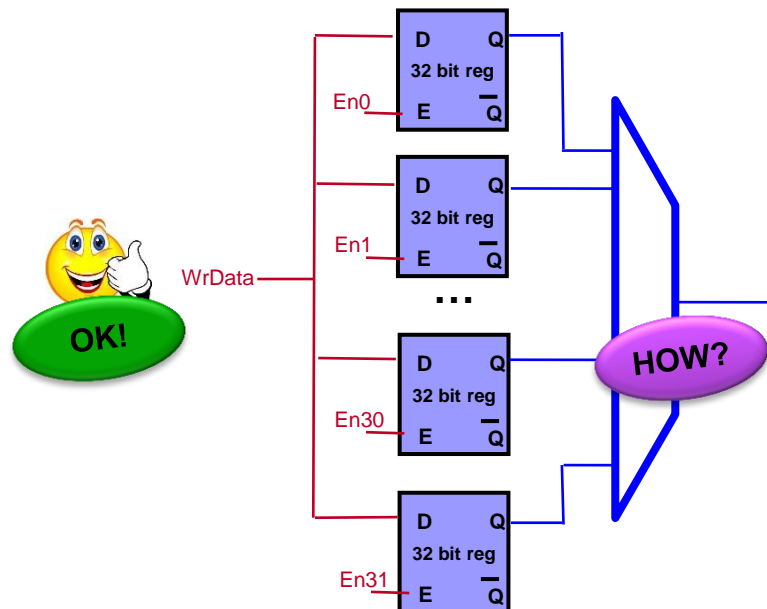 D Q
32 bit reg
En0
E Q
D Q
32 bit reg
En1
E Q
WrData
...
OK!
HOW?
D Q
32 bit reg
En30
E Q
D Q
32 bit reg
En31
E Q